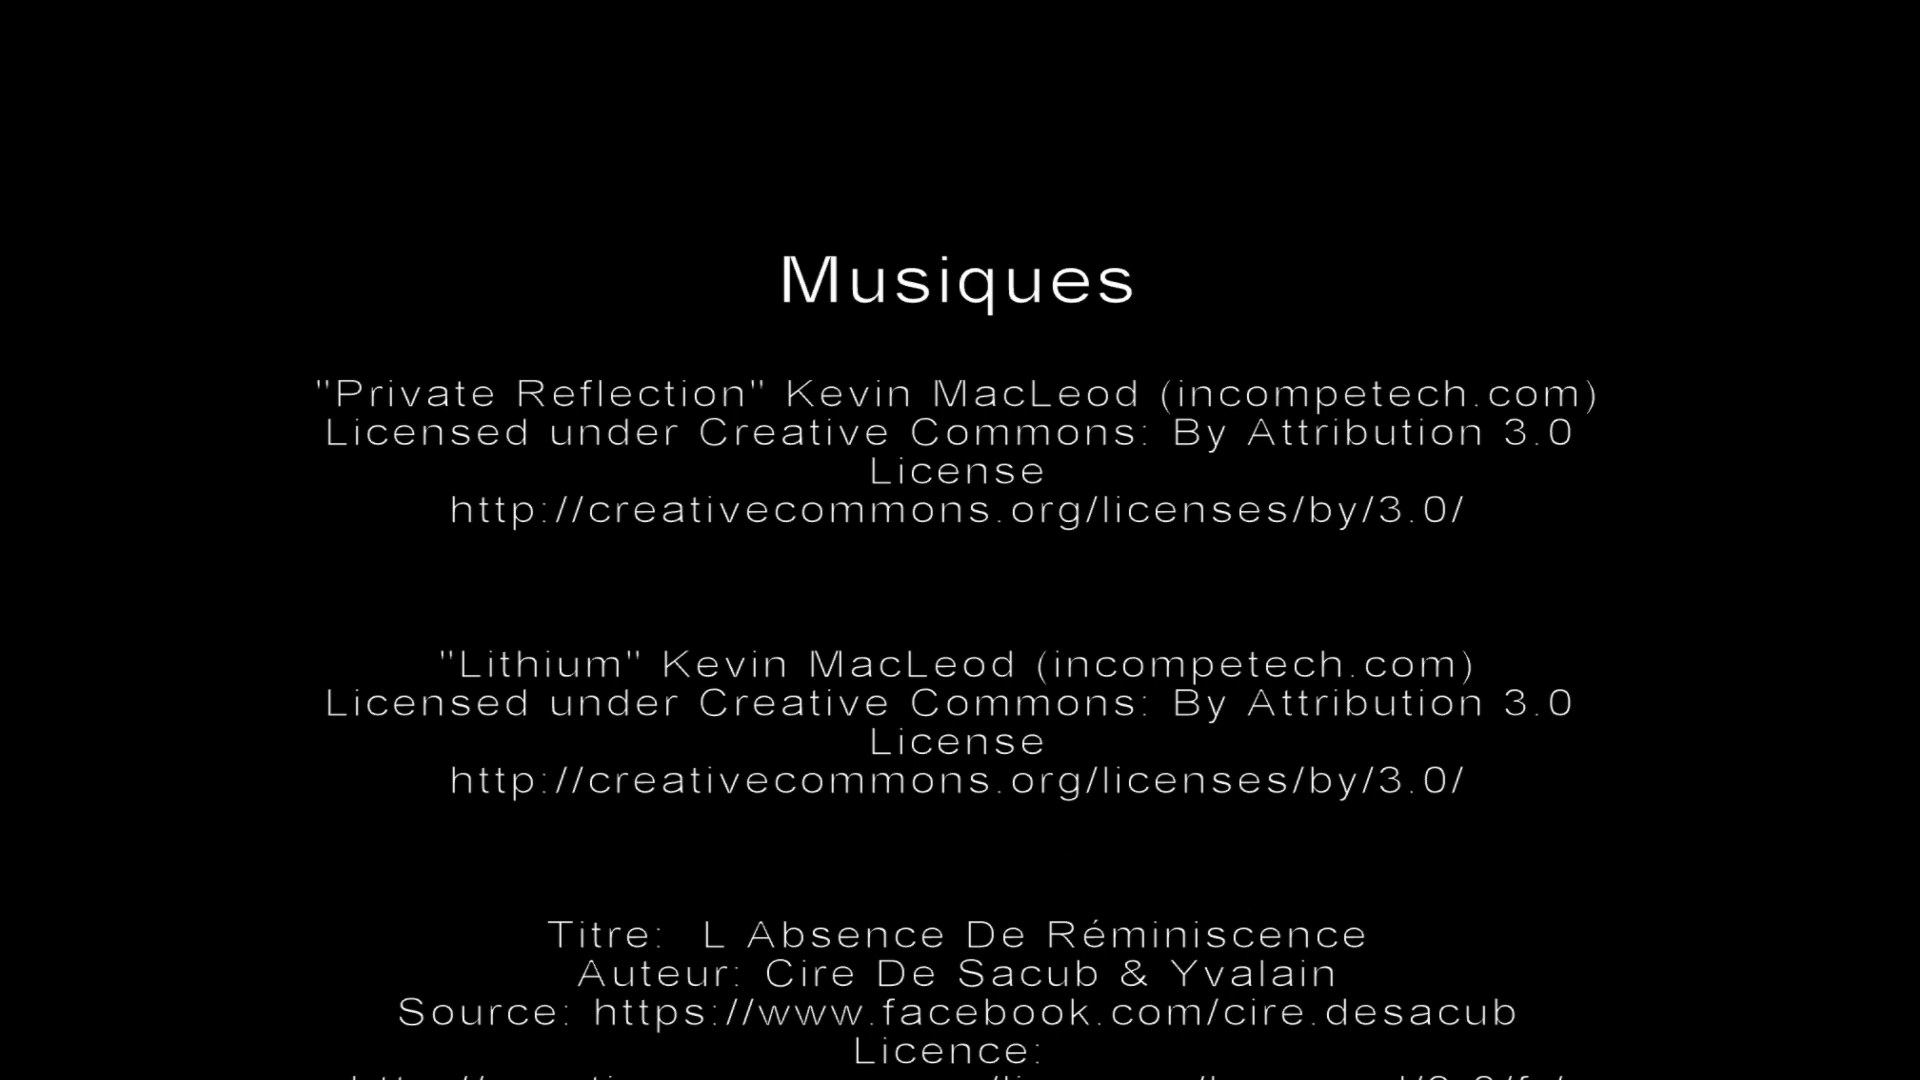 Musiques
"Private Reflection" Kevin MacLeod (incompetech.com)
Licensed under Creative Commons: By Attribution 3.0
License
http://creativecommons.org/licenses/by/3.0/
"Lithium" Kevin MacLeod (incompetech.com)
Licensed under Creative Commons: By Attribution 3.0
License
http://creativecommons.org/licenses/by/3.0/
Titre:  L Absence De Réminiscence
Auteur: Cire De Sacub & Yvalain
Source: https://www.facebook.com/cire.desacub
Licence: